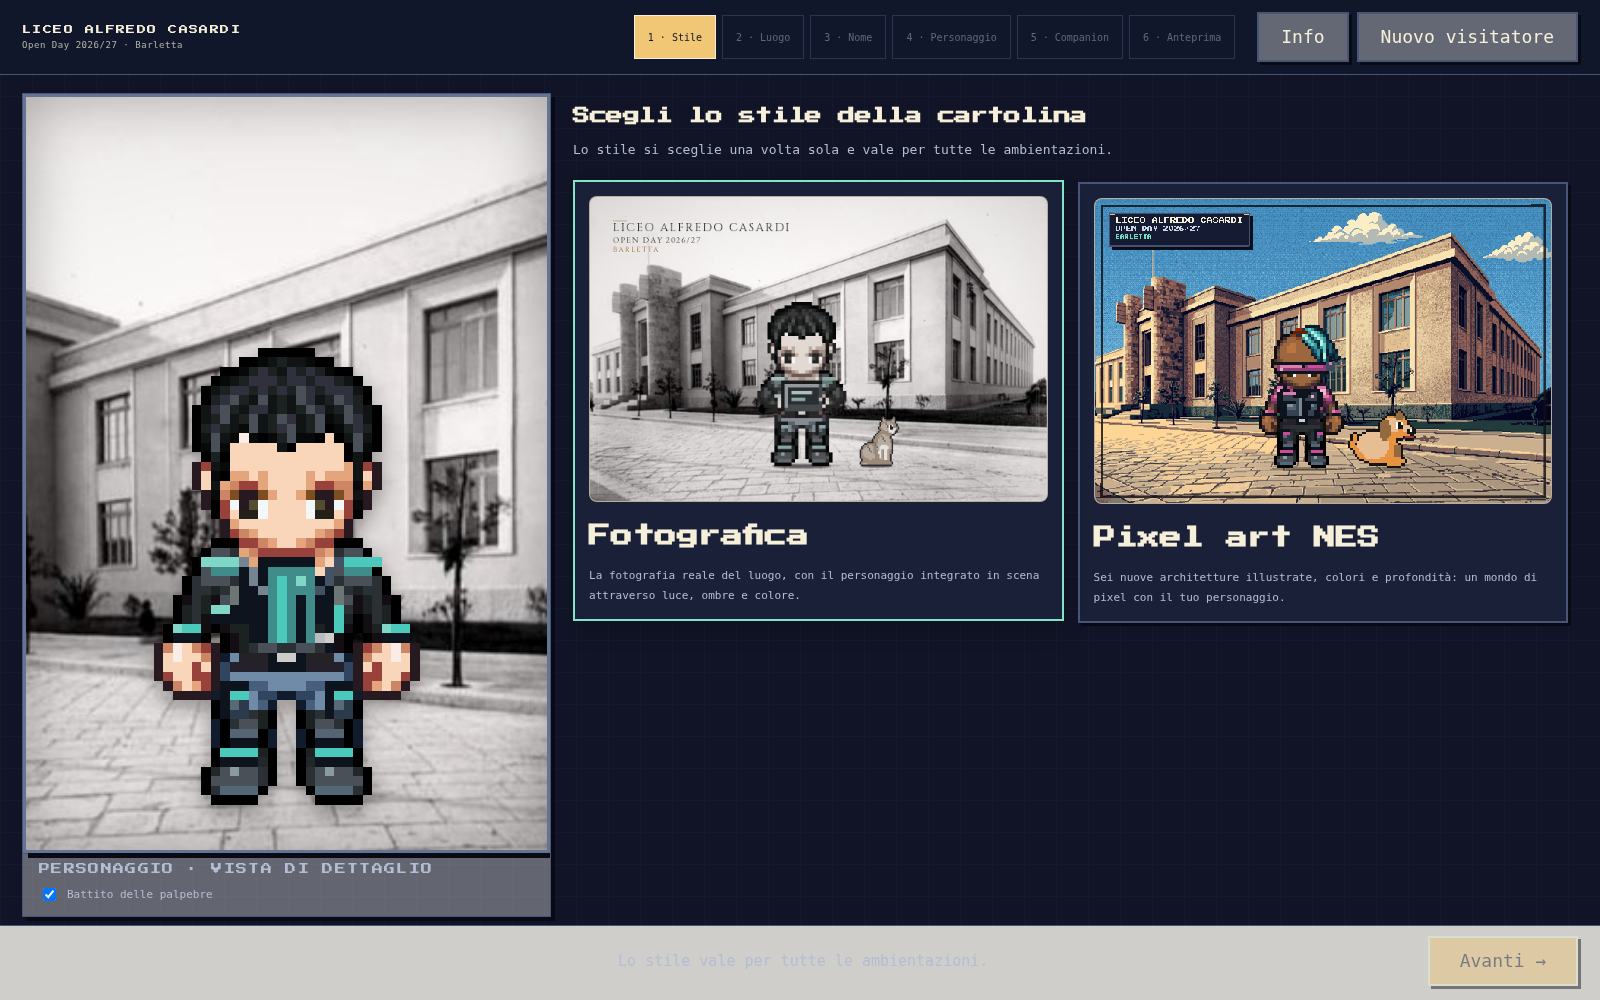 LICEO ALFREDO CASARDI
Open Day 2026/27 · Barletta
1 · Stile
2 · Luogo
3 · Nome
4 · Personaggio
5 · Companion
6 · Anteprima
Info
Nuovo visitatore
Scegli lo stile della cartolina
Lo stile si sceglie una volta sola e vale per tutte le ambientazioni.
LICEO ALFREDO CASARDI
OPEN DAY 2026/27
BARLETTA
LICEO ALFREDO CASARDI
OPEN DAY 2026/27
BARLETTA
Fotografica
La fotografia reale del luogo, con il personaggio integrato in scena
attraverso luce, ombre e colore.
Pixel art NES
Sei nuove architetture illustrate, colori e profondità: un mondo di
pixel con il tuo personaggio.
PERSONAGGIO · VISTA DI DETTAGLIO
Battito delle palpebre
Lo stile vale per tutte le ambientazioni.
Avanti →